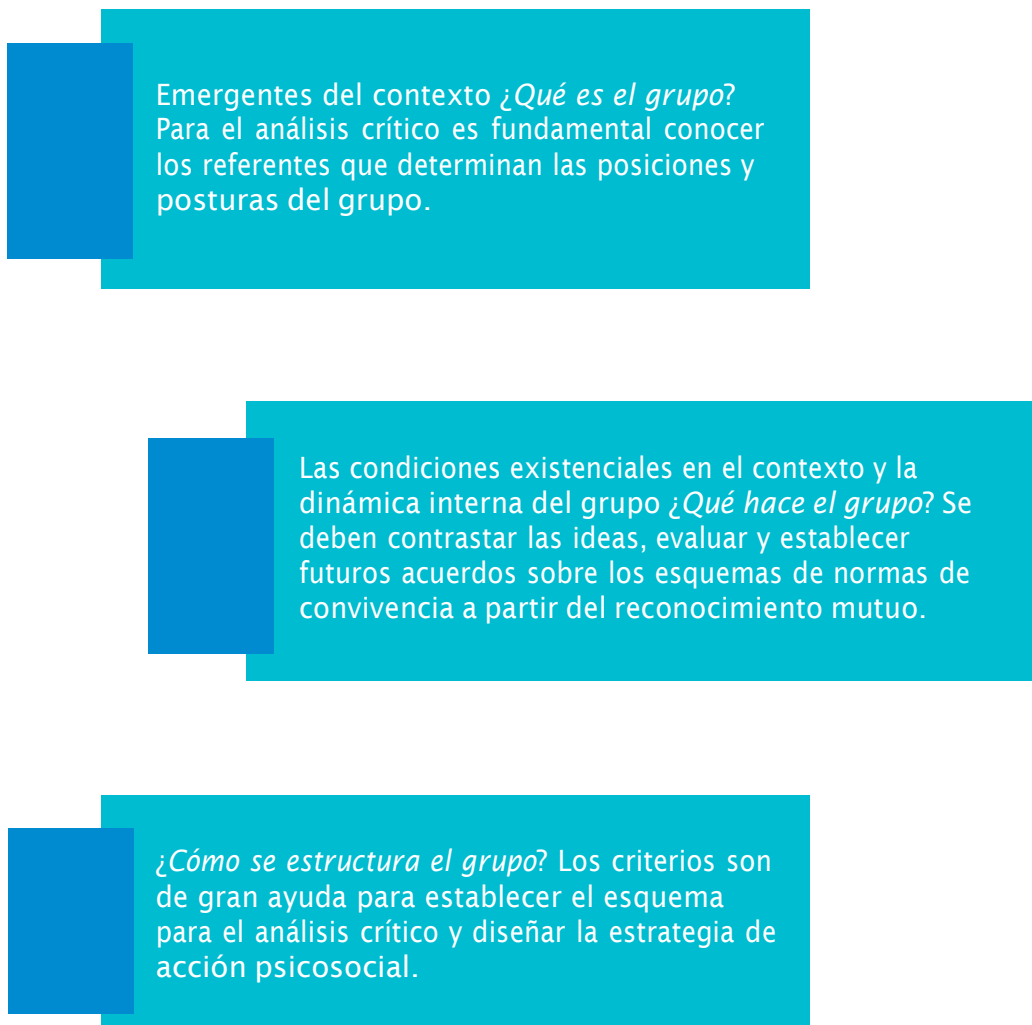 Emergentes del contexto ¿Qué es el grupo?
Para el análisis crítico es fundamental conocer
los referentes que determinan las posiciones y
posturas del grupo.
Las condiciones existenciales en el contexto y la
dinámica interna del grupo ¿Qué hace el grupo? Se
deben contrastar las ideas, evaluar y establecer
futuros acuerdos sobre los esquemas de normas de
convivencia a partir del reconocimiento mutuo.
¿Cómo se estructura el grupo? Los criterios son
de gran ayuda para establecer el esquema
para el análisis crítico y diseñar la estrategia de
acción psicosocial.